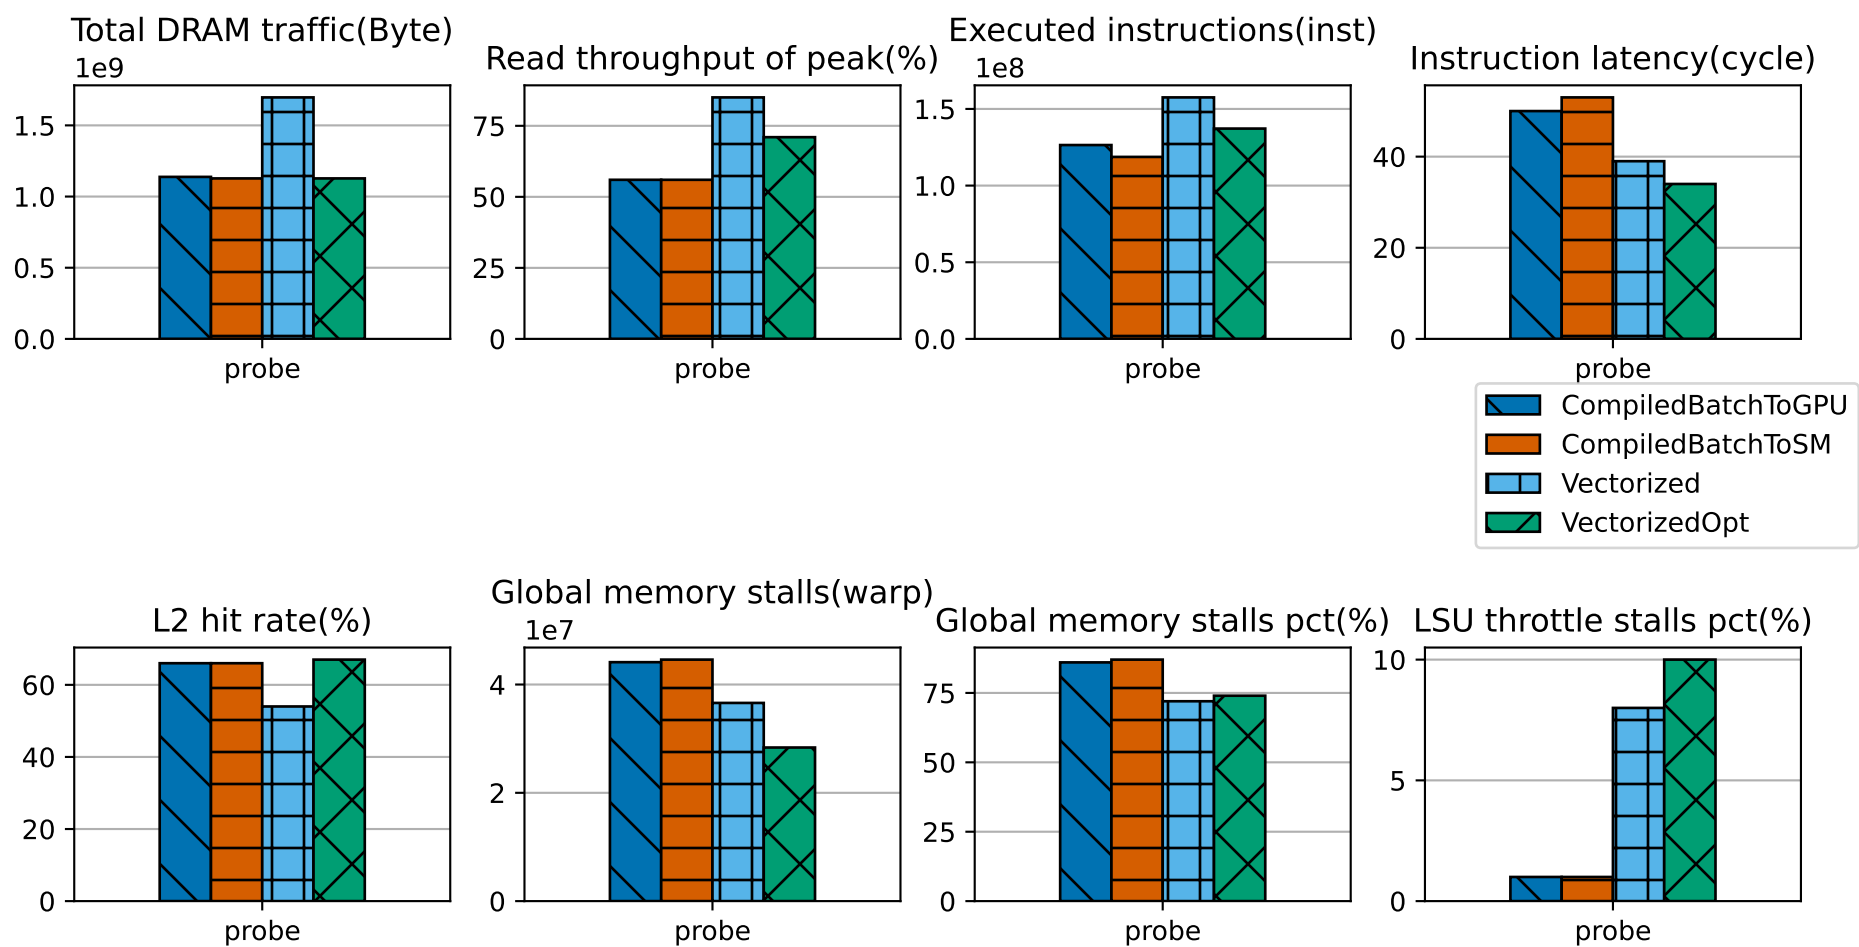 Total DRAM traffic(Byte)
1e9
1.5
1.0
0.5
0.0
probe
Read throughput of peak(%)
75
50
25
0
probe
Executed instructions(inst)
1e8
1.5
1.0
0.5
0.0
probe
Instruction latency(cycle)
40
20
0
probe
CompiledBatchToGPU
CompiledBatchToSM
Vectorized
VectorizedOpt
L2 hit rate(%)
60
40
20
0
probe
Global memory stalls(warp)
1e7
4
2
0
probe
Global memory stalls pct(%)
75
50
25
0
probe
LSU throttle stalls pct(%)
10
5
0
probe